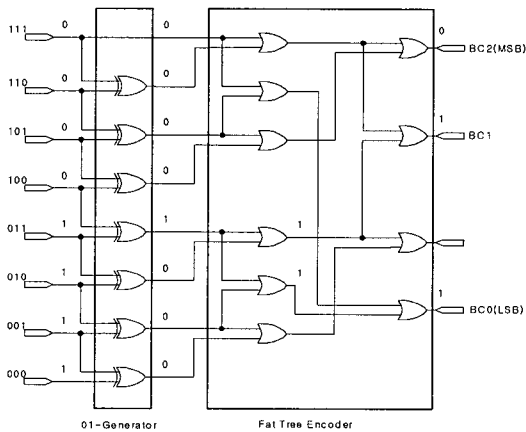 111 0 0
0 BC2(MSB)
110 0 0
101 0 0
1 BC1
100 0 0
011 1 1 1
010 1 0 1
1 BC0(LSB)
001 1 0
000 1 0
01-Generator Fat Tree Encoder